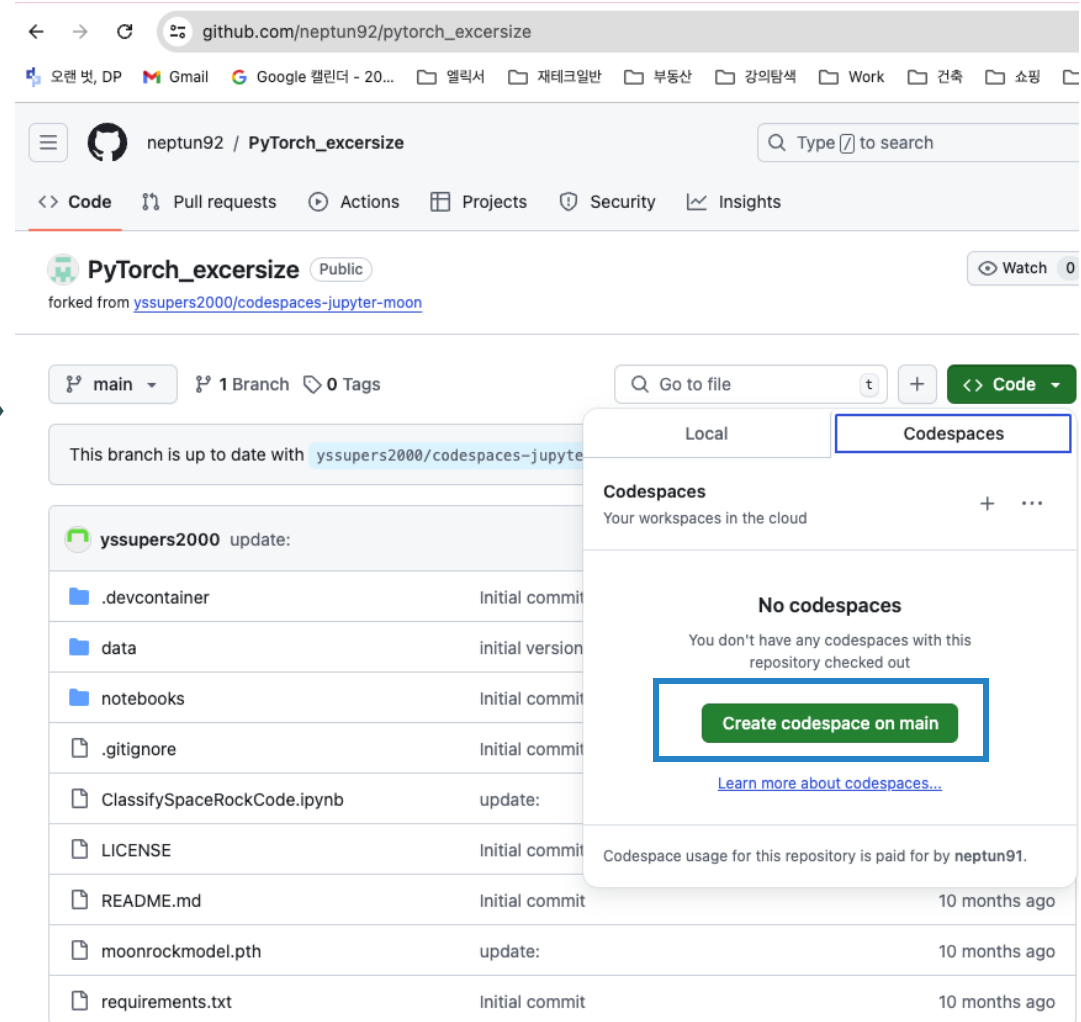 github.com/neptun92/pytorch_excersize
오랜 벗, DP Gmail Google 캘린더 - 20... 엘릭서 재테크일반 부동산 강의탐색 Work 건축 쇼핑
neptun92 / PyTorch_excersize Type / to search
Code Pull requests Actions Projects Security Insights
PyTorch_excersize Public Watch 0
forked from yssupers2000/codespaces-jupyter-moon
main 1 Branch 0 Tags Go to file t + Code
Local Codespaces
This branch is up to date with yssupers2000/codespaces-jupyte
Codespaces
Your workspaces in the cloud
+ ...
yssupers2000 update:
No codespaces
You don't have any codespaces with this
repository checked out
Create codespace on main
Learn more about codespaces...
Codespace usage for this repository is paid for by neptun91.
.devcontainer Initial commit
data initial version
notebooks Initial commit
.gitignore Initial commit
ClassifySpaceRockCode.ipynb update:
LICENSE Initial commit
README.md Initial commit 10 months ago
moonrockmodel.pth update: 10 months ago
requirements.txt Initial commit 10 months ago